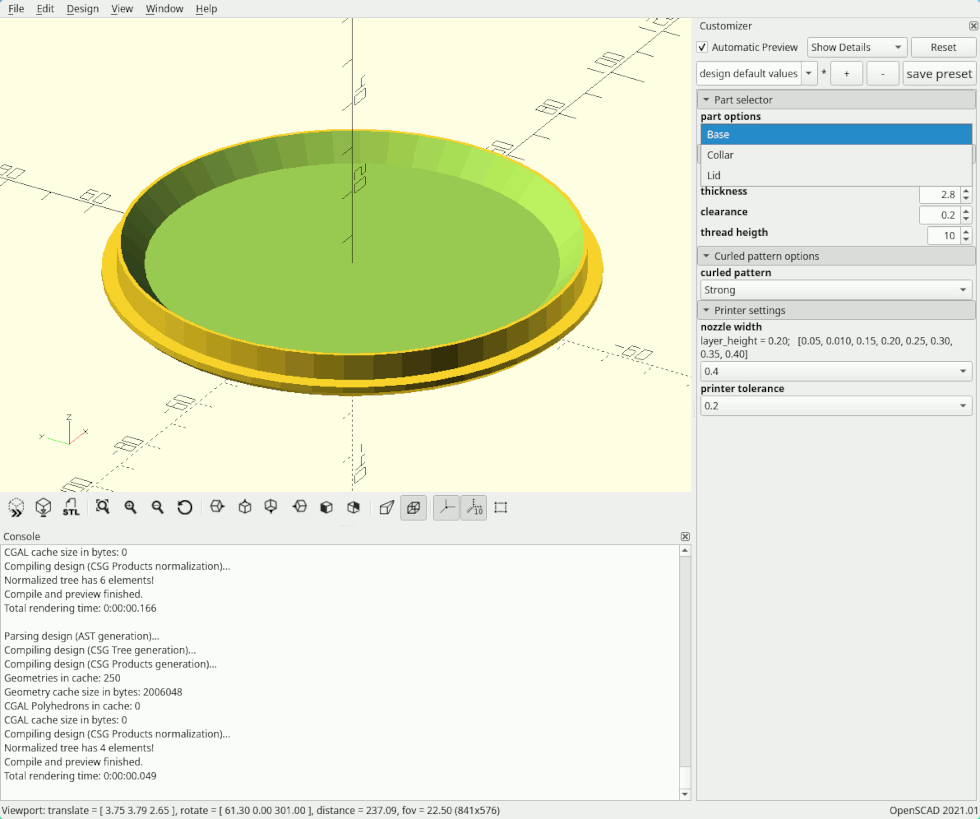 File Edit Design View Window Help
Customizer
Automatic Preview Show Details Reset
design default values * + - save preset
Part selector
part options
Base
Collar
Lid
thickness 2.8
clearance 0.2
thread heigth 10
Curled pattern options
curled pattern
Strong
Printer settings
nozzle width
layer_height = 0.20; [0.05, 0.010, 0.15, 0.20, 0.25, 0.30,
0.35, 0.40]
0.4
printer tolerance
0.2
Z
STL
10
Console
CGAL cache size in bytes: 0
Compiling design (CSG Products normalization)...
Normalized tree has 6 elements!
Compile and preview finished.
Total rendering time: 0:00:00.166
Parsing design (AST generation)...
Compiling design (CSG Tree generation)...
Compiling design (CSG Products generation)...
Geometries in cache: 250
Geometry cache size in bytes: 2006048
CGAL Polyhedrons in cache: 0
CGAL cache size in bytes: 0
Compiling design (CSG Products normalization)...
Normalized tree has 4 elements!
Compile and preview finished.
Total rendering time: 0:00:00.049
Viewport: translate = [ 3.75 3.79 2.65 ], rotate = [ 61.30 0.00 301.00 ], distance = 237.09, fov = 22.50 (841x576) OpenSCAD 2021.01